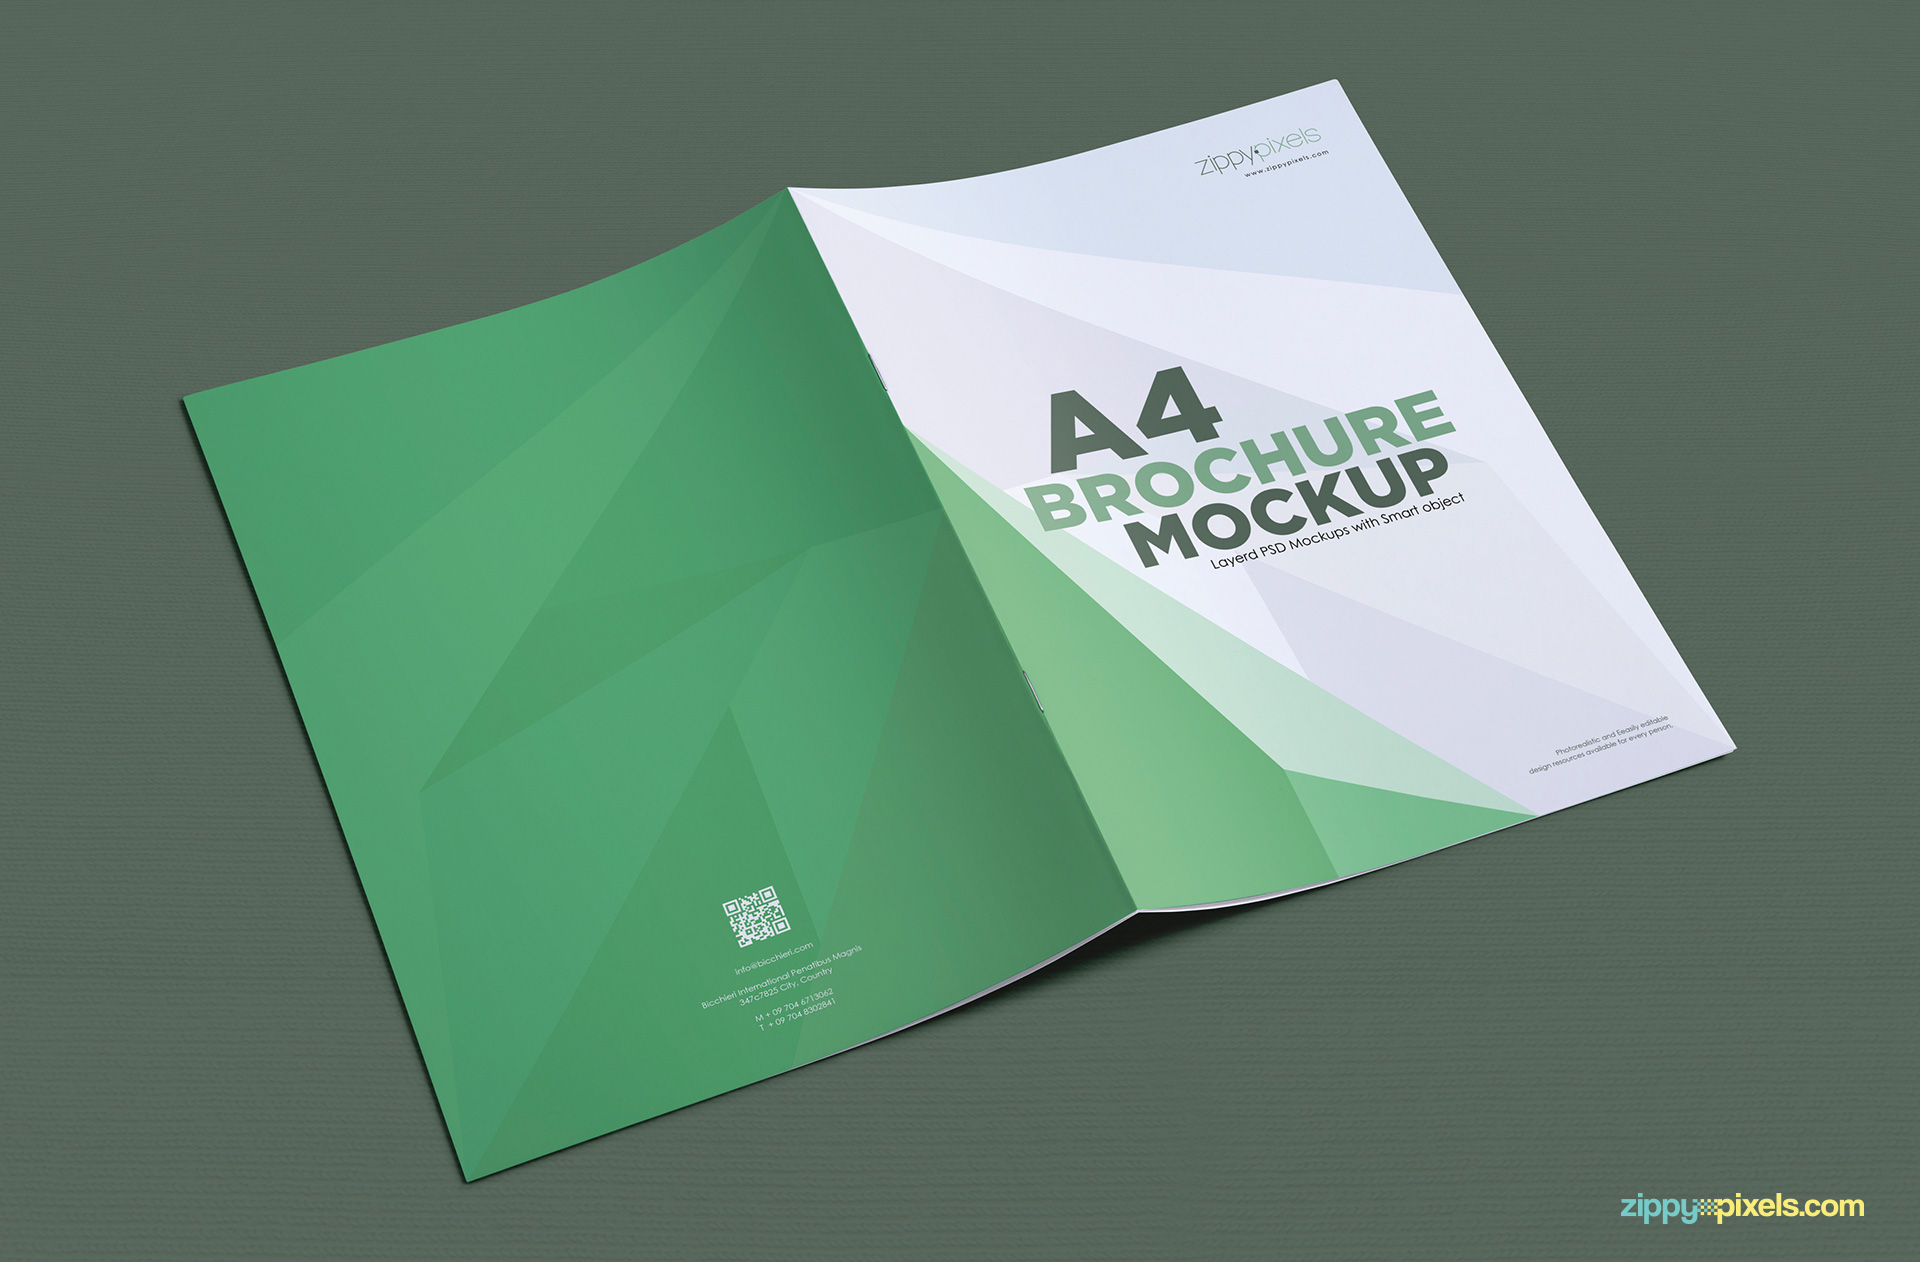 zippypixels
www.zippypixels.com
A4
BROCHURE
MOCKUP
Layerd PSD Mockups with Smart object
Photorealistic and Eeasily editable
design resources available for every person.
info@bicchieri.com
Bicchieri International Penatibus Magnis
347c7825 City, Country
M + 09 704 6713062
T + 09 704 8302841
zippypixels.com